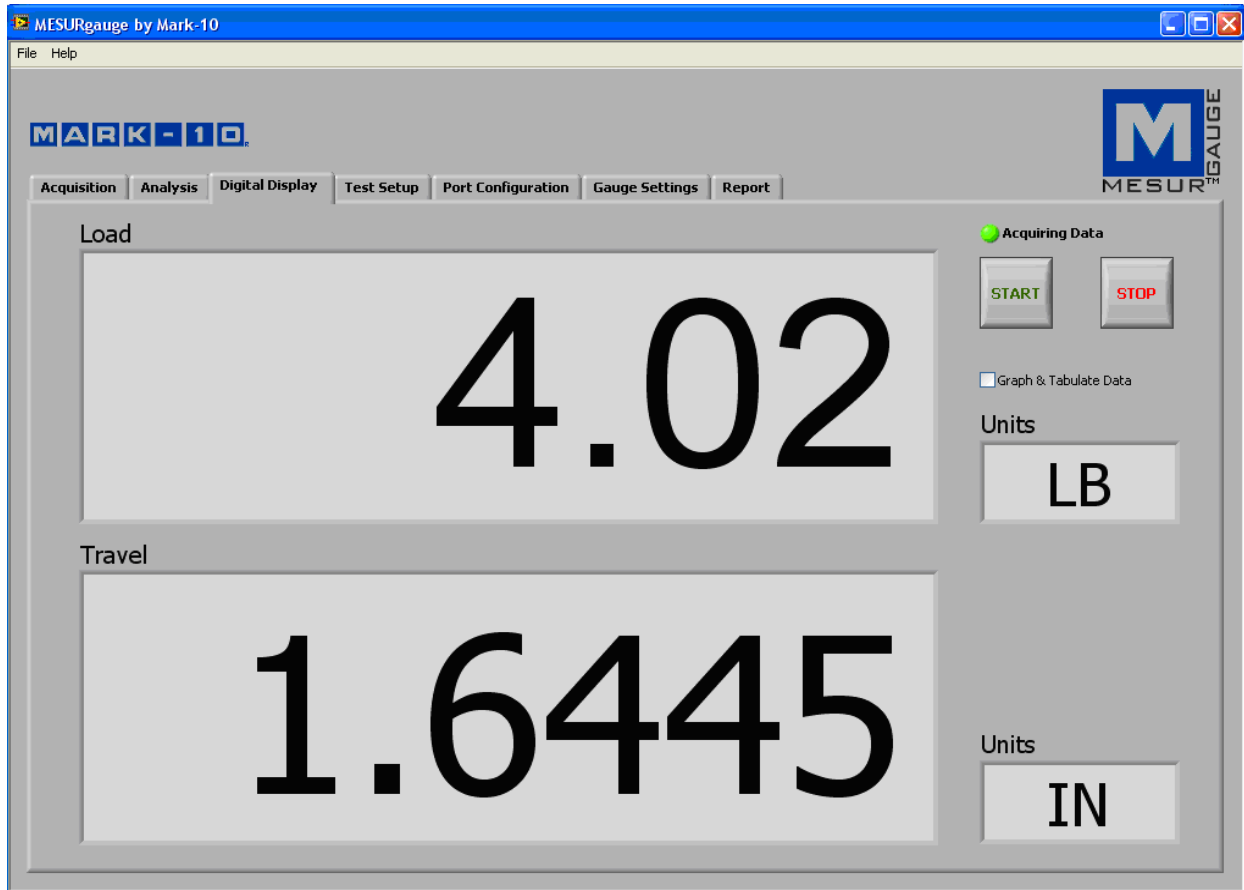 MESURgauge by Mark-10
File Help
MARK-10
M
MESUR™
GAUGE
Acquisition Analysis Digital Display Test Setup Port Configuration Gauge Settings Report
Load
4.02
Acquiring Data
START STOP
Graph & Tabulate Data
Units
LB
Travel
1.6445
Units
IN